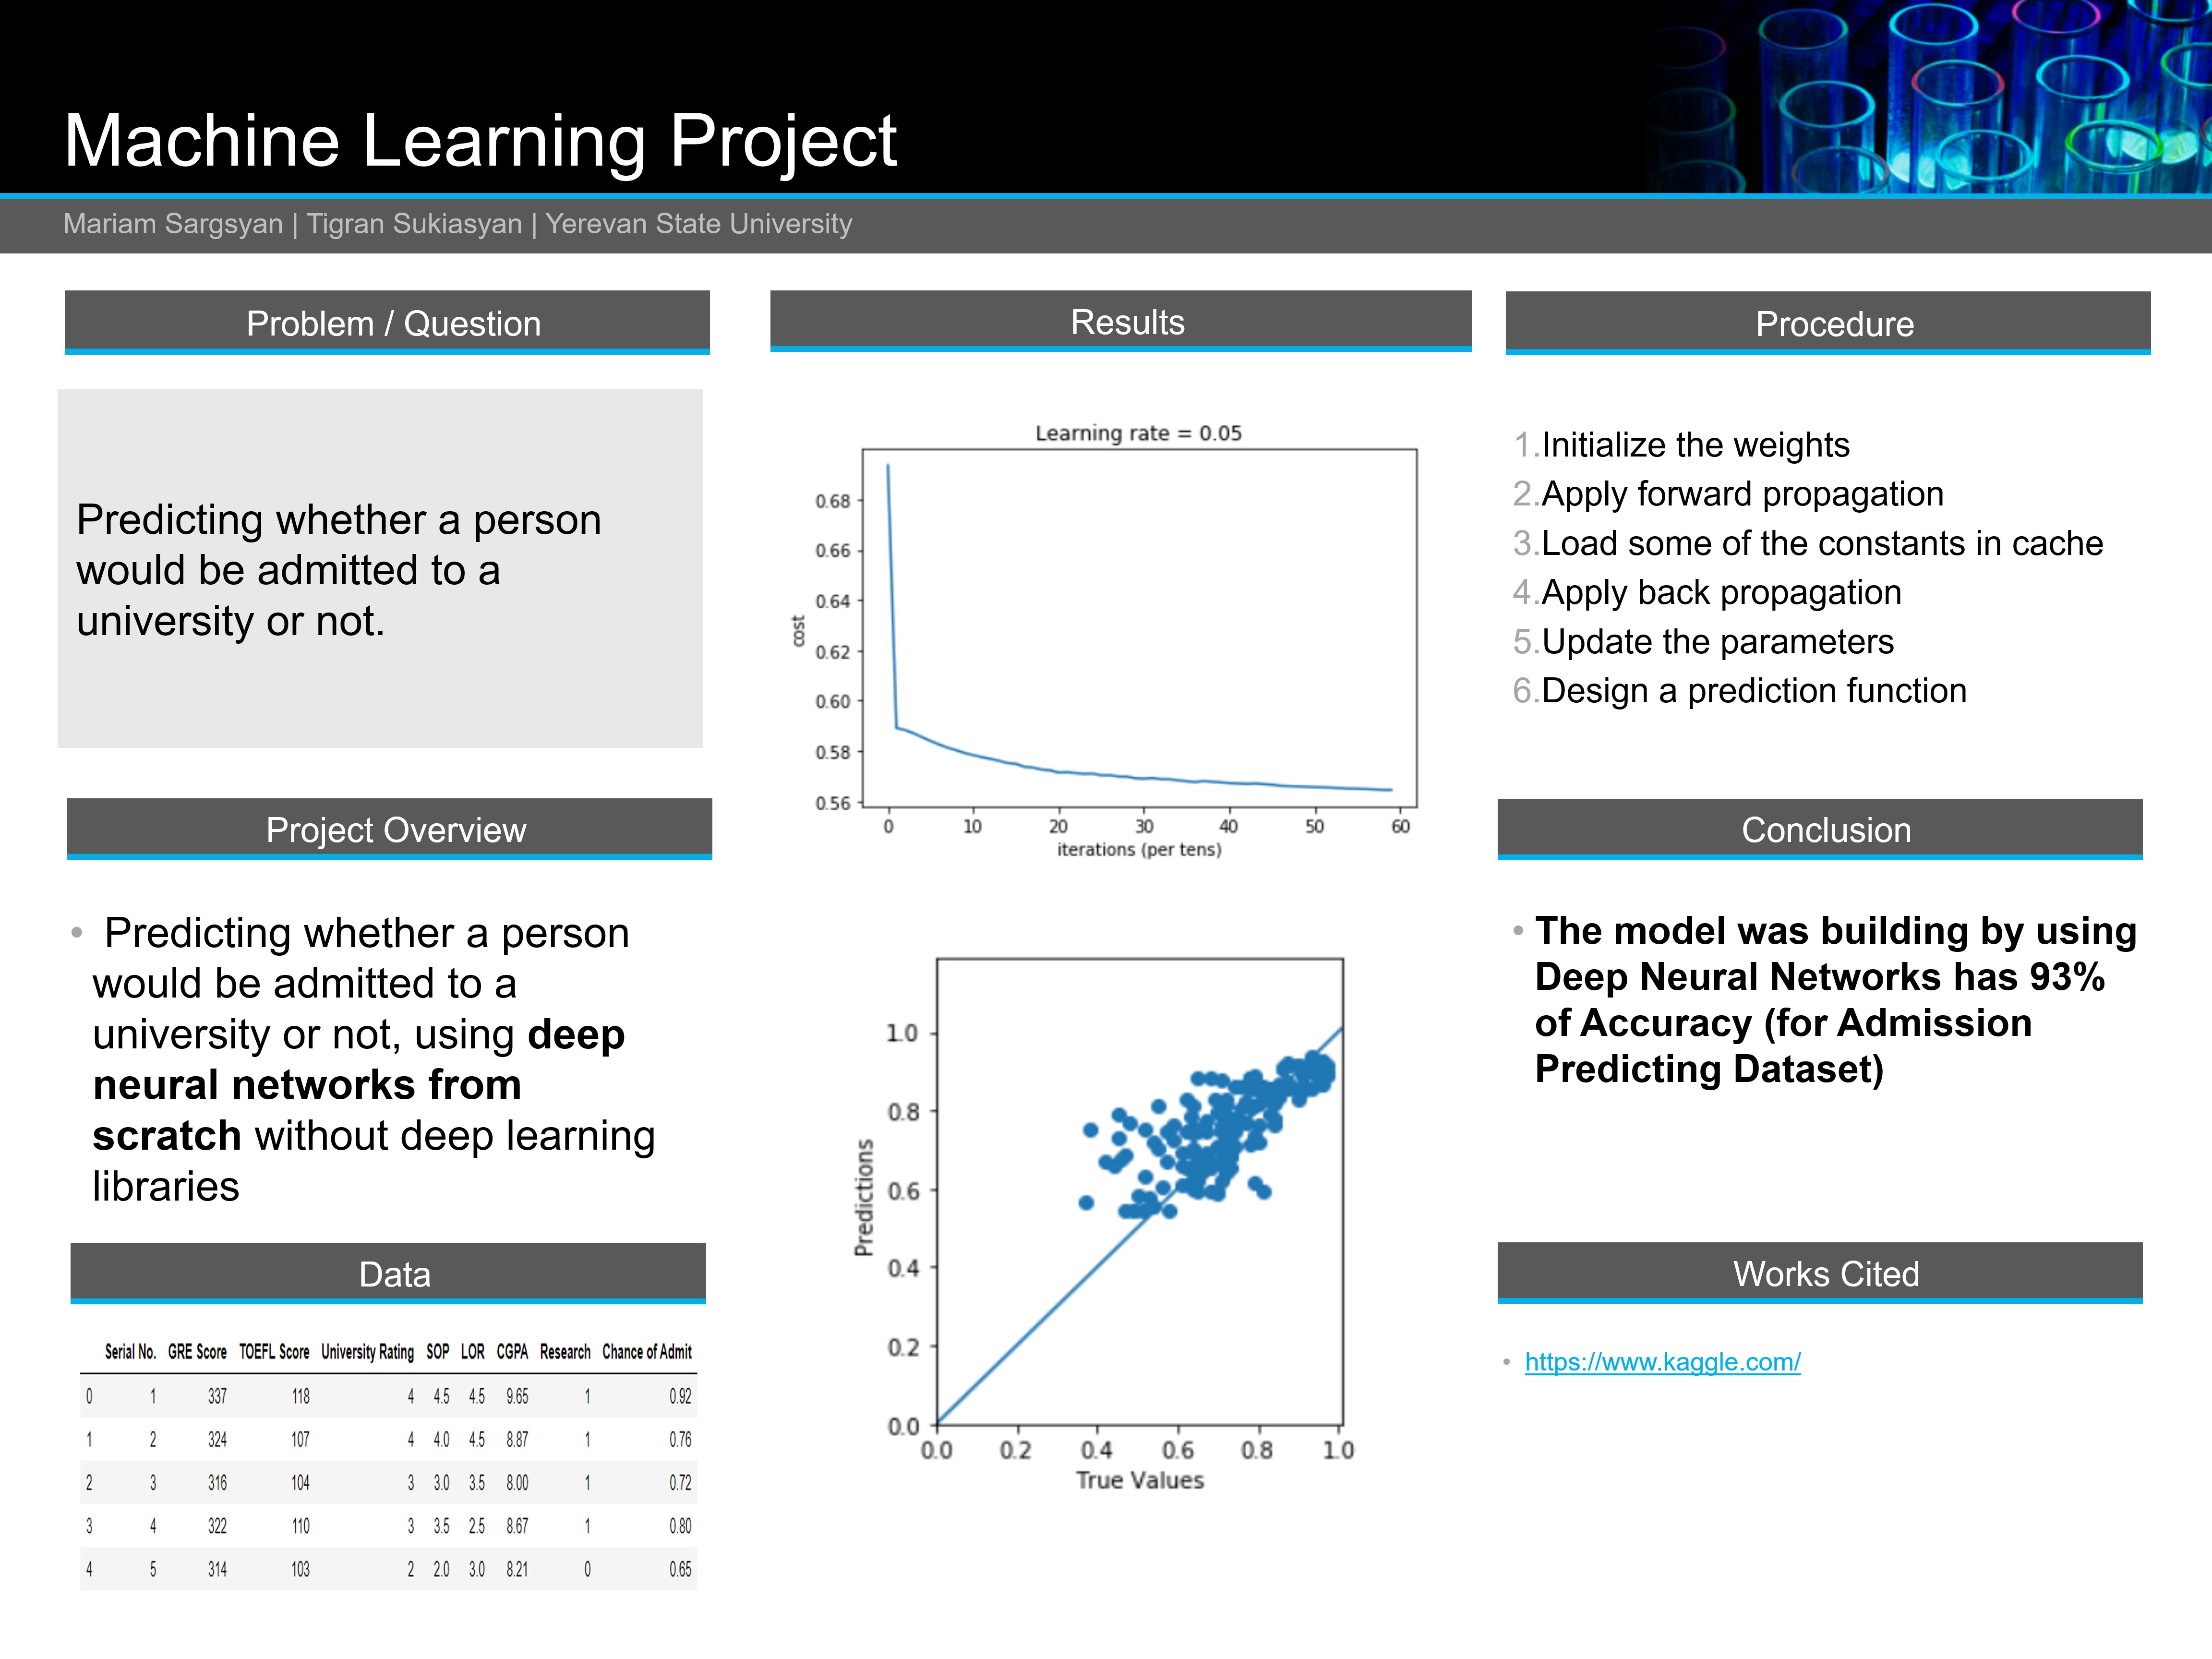 Machine Learning Project
Mariam Sargsyan | Tigran Sukiasyan | Yerevan State University
Problem / Question
Predicting whether a person
would be admitted to a
university or not.
Project Overview
• Predicting whether a person
would be admitted to a
university or not, using deep
neural networks from
scratch without deep learning
libraries
Data
Serial No. GRE Score TOEFL Score University Rating SOP LOR CGPA Research Chance of Admit
0 1 337 118 4 4.5 4.5 9.65 1 0.92
1 2 324 107 4 4.0 4.5 8.87 1 0.76
2 3 316 104 3 3.0 3.5 8.00 1 0.72
3 4 322 110 3 3.5 2.5 8.67 1 0.80
4 5 314 103 2 2.0 3.0 8.21 0 0.65
Results
Learning rate = 0.05
cost
0.68
0.66
0.64
0.62
0.60
0.58
0.56
0 10 20 30 40 50 60
iterations (per tens)
Predictions
1.0
0.8
0.6
0.4
0.2
0.0
0.0 0.2 0.4 0.6 0.8 1.0
True Values
Procedure
1.Initialize the weights
2.Apply forward propagation
3.Load some of the constants in cache
4.Apply back propagation
5.Update the parameters
6.Design a prediction function
Conclusion
• The model was building by using
Deep Neural Networks has 93%
of Accuracy (for Admission
Predicting Dataset)
Works Cited
• https://www.kaggle.com/